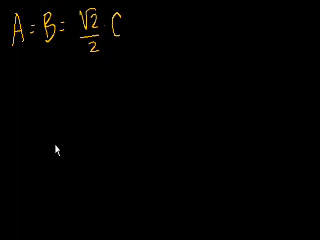 A = B = √2/2 · C